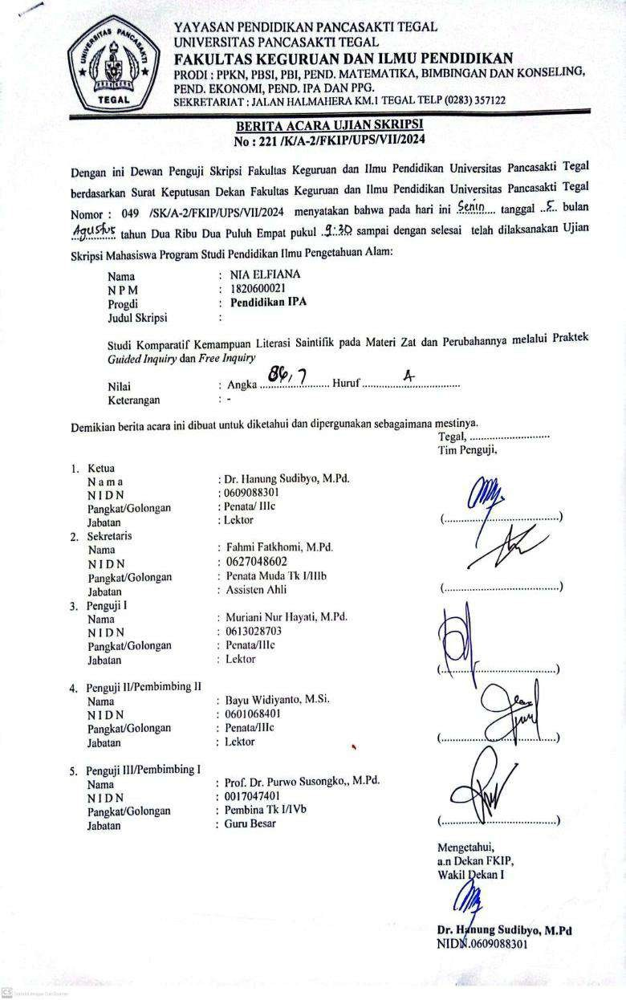 UNIVERSITAS PANCASAKTI
TEGAL
YAYASAN PENDIDIKAN PANCASAKTI TEGAL
UNIVERSITAS PANCASAKTI TEGAL
FAKULTAS KEGURUAN DAN ILMU PENDIDIKAN
PRODI : PPKN, PBSI, PBI, PEND. MATEMATIKA, BIMBINGAN DAN KONSELING,
PEND. EKONOMI, PEND. IPA DAN PPG.
SEKRETARIAT : JALAN HALMAHERA KM.1 TEGAL TELP (0283) 357122
BERITA ACARA UJIAN SKRIPSI
No : 221 /K/A-2/FKIP/UPS/VII/2024
Dengan ini Dewan Penguji Skripsi Fakultas Keguruan dan Ilmu Pendidikan Universitas Pancasakti Tegal
berdasarkan Surat Keputusan Dekan Fakultas Keguruan dan Ilmu Pendidikan Universitas Pancasakti Tegal
Nomor : 049 /SK/A-2/FKIP/UPS/VII/2024 menyatakan bahwa pada hari ini Senin.... tanggal ..5.. bulan
Agustus tahun Dua Ribu Dua Puluh Empat pukul .9.:30 sampai dengan selesai telah dilaksanakan Ujian
Skripsi Mahasiswa Program Studi Pendidikan Ilmu Pengetahuan Alam:
Nama : NIA ELFIANA
N P M : 1820600021
Progdi : Pendidikan IPA
Judul Skripsi :
Studi Komparatif Kemampuan Literasi Saintifik pada Materi Zat dan Perubahannya melalui Praktek
Guided Inquiry dan Free Inquiry
Nilai : Angka 86,7 Huruf A
Keterangan : -
Demikian berita acara ini dibuat untuk diketahui dan dipergunakan sebagaimana mestinya.
Tegal, ............................
Tim Penguji,
1. Ketua
N a m a : Dr. Hanung Sudibyo, M.Pd.
N I D N : 0609088301
Pangkat/Golongan : Penata/ IIIc
Jabatan : Lektor
(......................................)
2. Sekretaris
Nama : Fahmi Fatkhomi, M.Pd.
N I D N : 0627048602
Pangkat/Golongan : Penata Muda Tk I/IIIb
Jabatan : Assisten Ahli
(......................................)
3. Penguji I
Nama : Muriani Nur Hayati, M.Pd.
N I D N : 0613028703
Pangkat/Golongan : Penata/IIIc
Jabatan : Lektor
(......................................)
4. Penguji II/Pembimbing II
Nama : Bayu Widiyanto, M.Si.
N I D N : 0601068401
Pangkat/Golongan : Penata/IIIc
Jabatan : Lektor
(......................................)
5. Penguji III/Pembimbing I
Nama : Prof. Dr. Purwo Susongko,, M.Pd.
N I D N : 0017047401
Pangkat/Golongan : Pembina Tk I/IVb
Jabatan : Guru Besar
(......................................)
Mengetahui,
a.n Dekan FKIP,
Wakil Dekan I
Dr. Hanung Sudibyo, M.Pd
NIDN.0609088301
CS